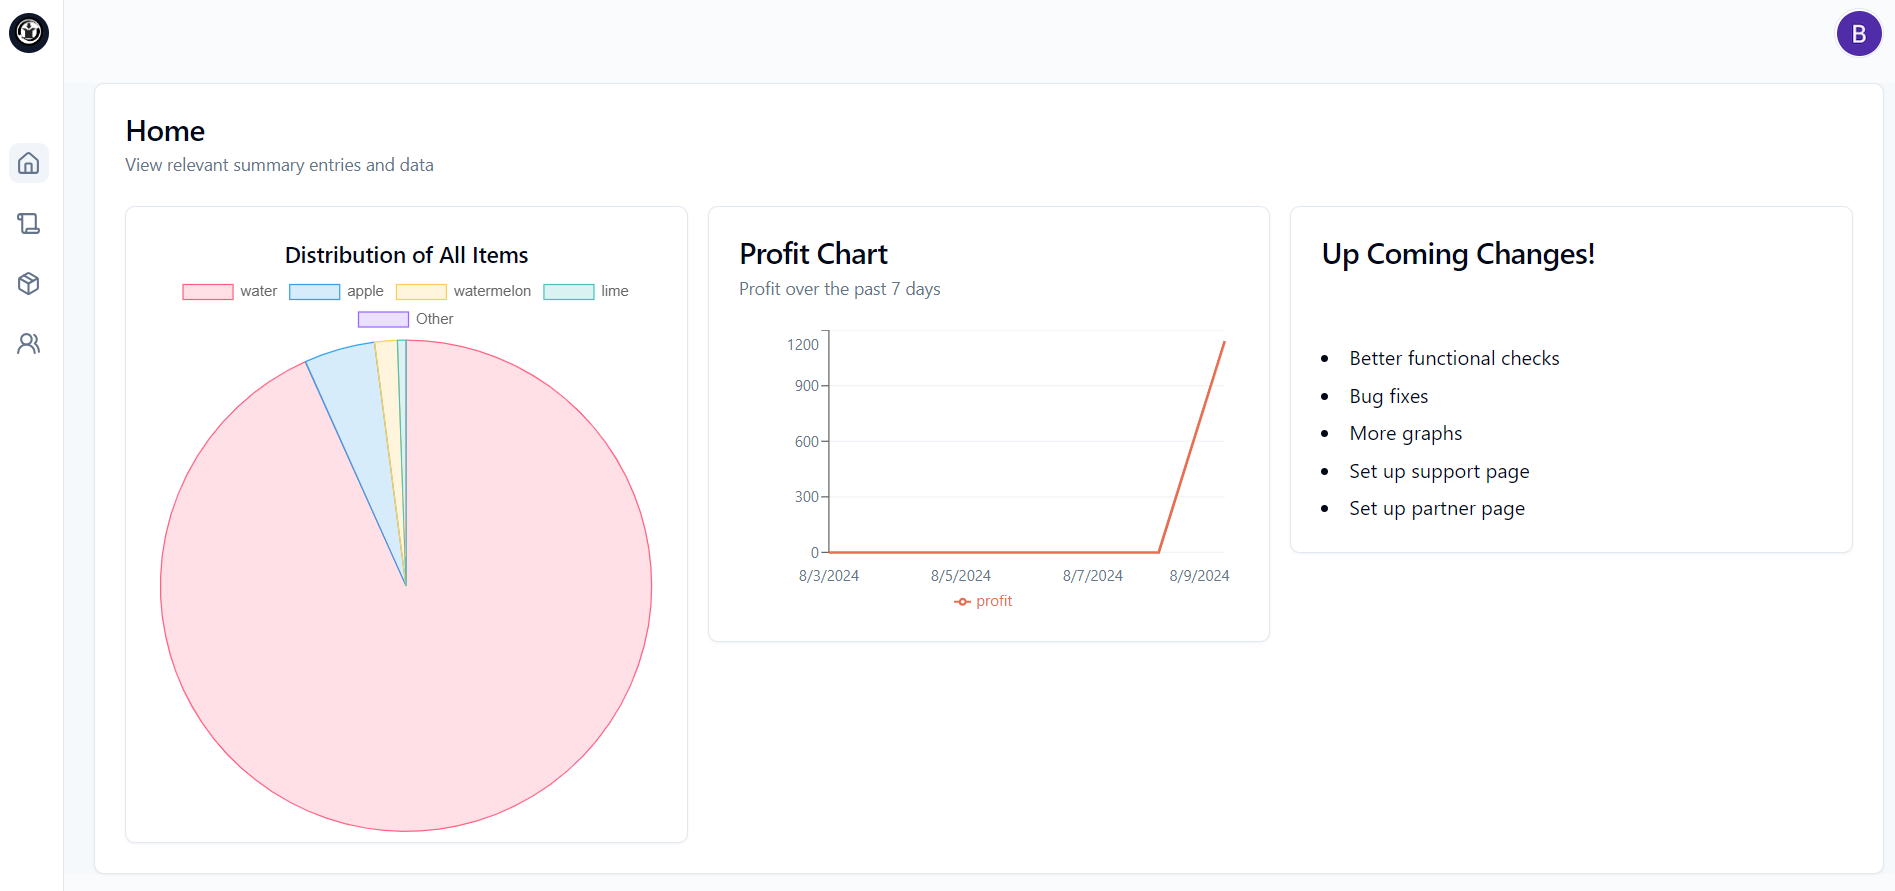 B
Home
View relevant summary entries and data
Distribution of All Items
water apple watermelon lime
Other
Profit Chart
Profit over the past 7 days
1200
900
600
300
0
8/3/2024 8/5/2024 8/7/2024 8/9/2024
profit
Up Coming Changes!
• Better functional checks
• Bug fixes
• More graphs
• Set up support page
• Set up partner page